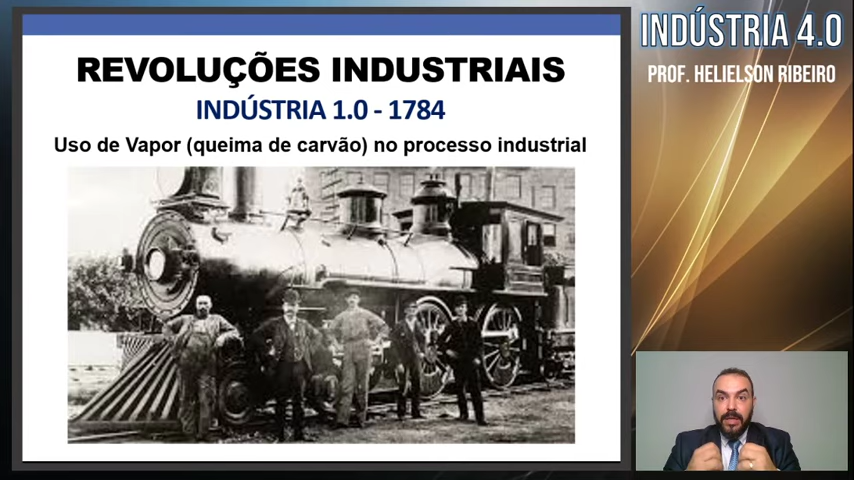 REVOLUÇÕES INDUSTRIAIS
INDÚSTRIA 1.0 - 1784
Uso de Vapor (queima de carvão) no processo industrial
INDÚSTRIA 4.0
PROF. HELIELSON RIBEIRO